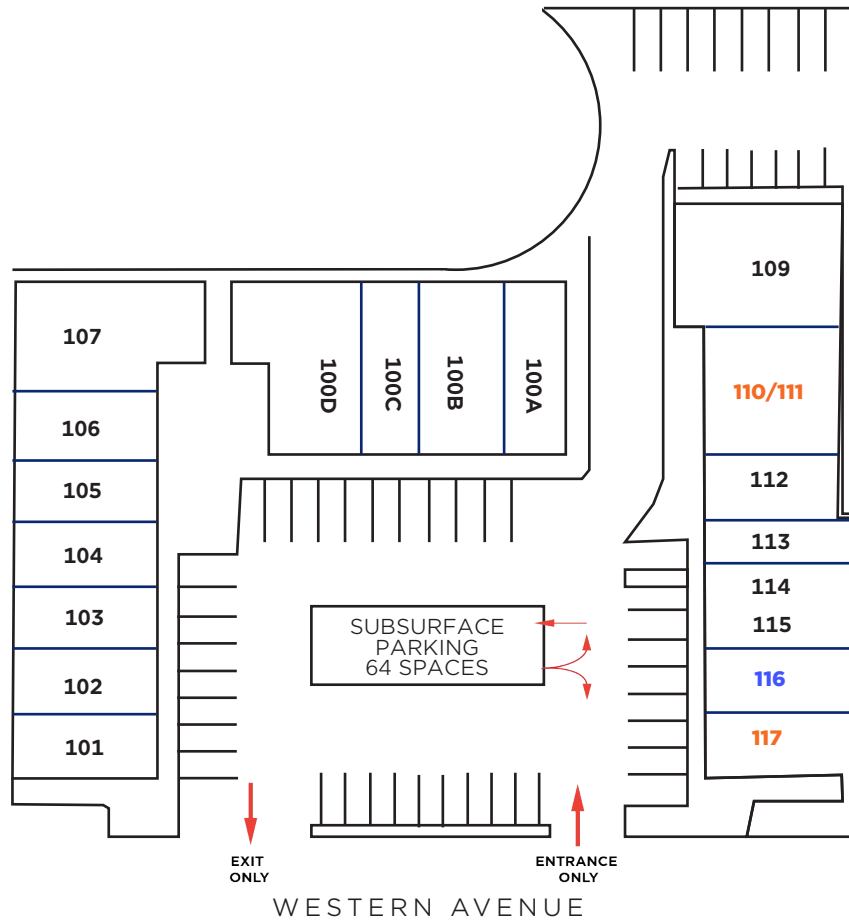 109
107
100D
100C
100B
100A
110/111
106
112
105
113
104
114
103
115
SUBSURFACE
PARKING
64 SPACES
102
116
101
117
EXIT
ONLY
ENTRANCE
ONLY
WESTERN AVENUE